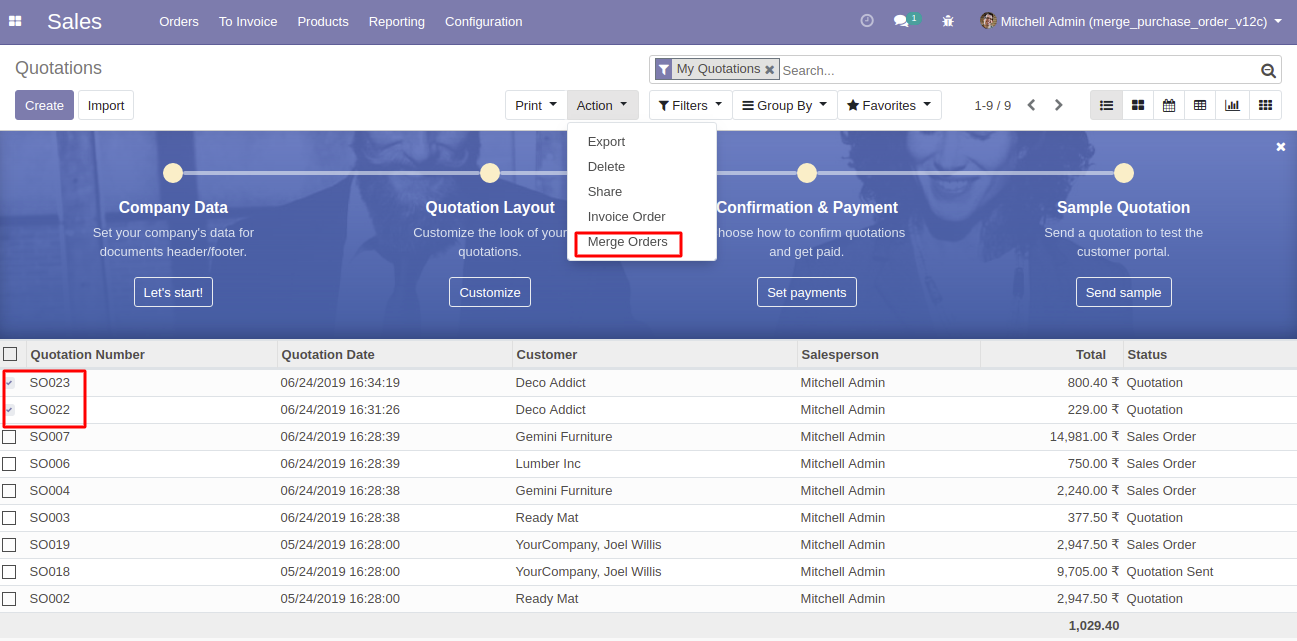 Sales Orders To Invoice Products Reporting Configuration 1 Mitchell Admin (merge_purchase_order_v12c)
Quotations My Quotations Search...
Create Import Print Action Filters Group By Favorites 1-9 / 9
Export
Delete
Share
Invoice Order
Merge Orders
Company Data
Set your company's data for
documents header/footer.
Let's start!
Quotation Layout
Customize the look of your
quotations.
Customize
Confirmation & Payment
hoose how to confirm quotations
and get paid.
Set payments
Sample Quotation
Send a quotation to test the
customer portal.
Send sample
Quotation Number Quotation Date Customer Salesperson Total Status
SO023 06/24/2019 16:34:19 Deco Addict Mitchell Admin 800.40 ₹ Quotation
SO022 06/24/2019 16:31:26 Deco Addict Mitchell Admin 229.00 ₹ Quotation
SO007 06/24/2019 16:28:39 Gemini Furniture Mitchell Admin 14,981.00 ₹ Sales Order
SO006 06/24/2019 16:28:39 Lumber Inc Mitchell Admin 750.00 ₹ Sales Order
SO004 06/24/2019 16:28:38 Gemini Furniture Mitchell Admin 2,240.00 ₹ Sales Order
SO003 06/24/2019 16:28:38 Ready Mat Mitchell Admin 377.50 ₹ Quotation
SO019 05/24/2019 16:28:00 YourCompany, Joel Willis Mitchell Admin 2,947.50 ₹ Sales Order
SO018 05/24/2019 16:28:00 YourCompany, Joel Willis Mitchell Admin 9,705.00 ₹ Quotation Sent
SO002 05/24/2019 16:28:00 Ready Mat Mitchell Admin 2,947.50 ₹ Quotation
1,029.40